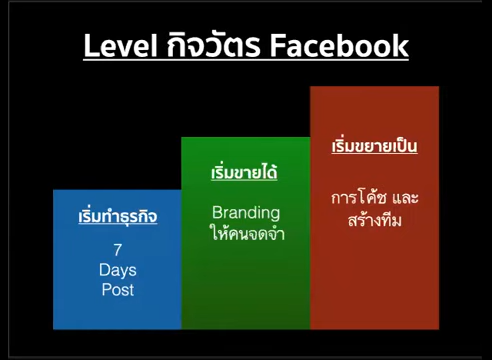 Level กิจวัตร Facebook
เริ่มทำธุรกิจ
7
Days
Post
เริ่มขายได้
Branding
ให้คนจดจำ
เริ่มขยายเป็น
การโค้ช และ
สร้างทีม